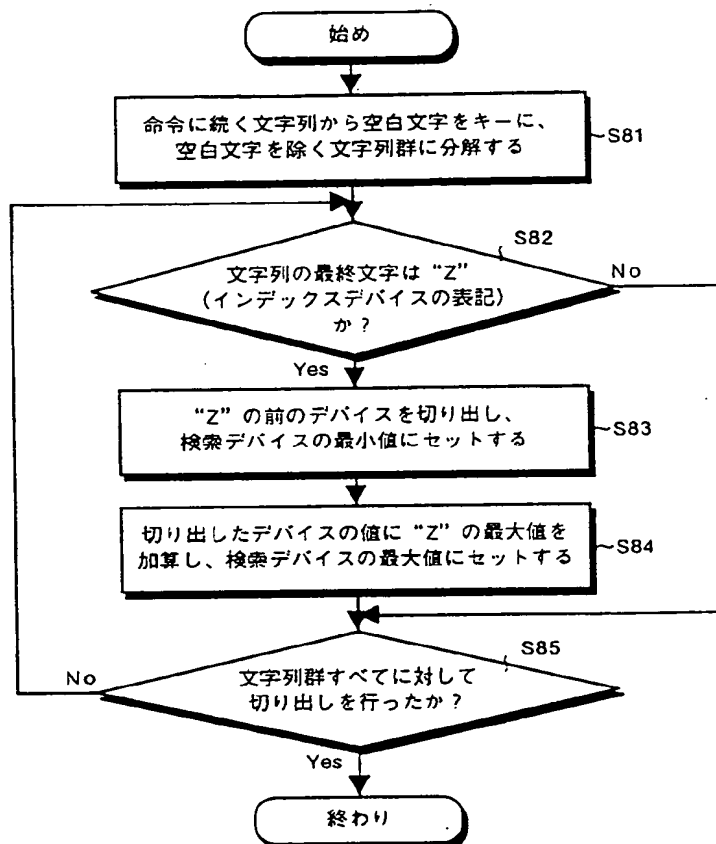 始め
命令に続く文字列から空白文字をキーに、
空白文字を除く文字列群に分解する
S81
S82
文字列の最終文字は“Z”
(インデックスデバイスの表記)
か?
No
Yes
“Z”の前のデバイスを切り出し、
検索デバイスの最小値にセットする
S83
切り出したデバイスの値に“Z”の最大値を
加算し、検索デバイスの最大値にセットする
S84
S85
No
文字列群すべてに対して
切り出しを行ったか?
Yes
終わり